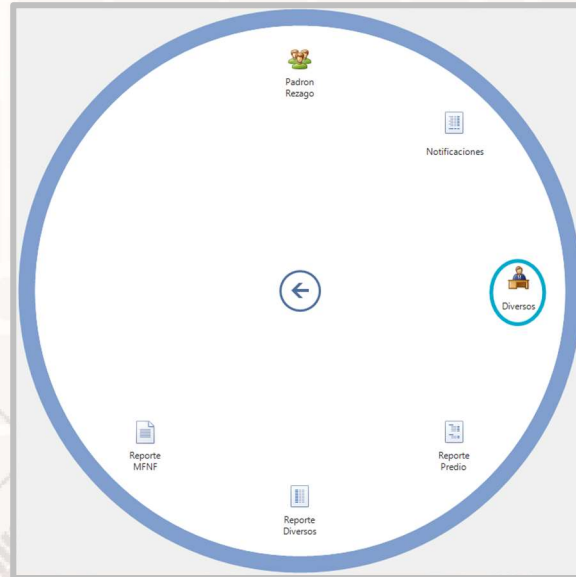 Padron
Rezago
Notificaciones
Diversos
Reporte
MFNF
Reporte
Predio
Reporte
Diversos